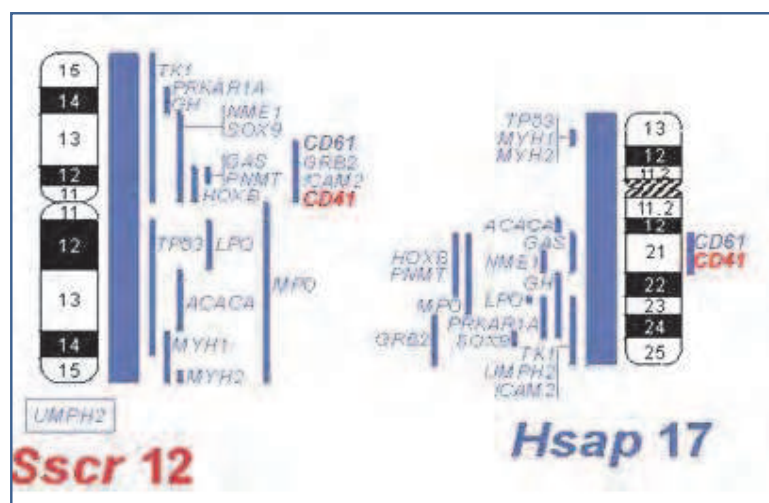 15
14
13
12
11
11
12
13
14
15
TK1
PRKAR1A
GH
NME1
SOX9
GAS
PNMT
HOXB
CD61
GRB2
ICAM2
CD41
TP53
LPO
MPO
ACACA
MYH1
MYH2
UMPH2
Sscr 12
TP53
MYH1
MYH2
ACACA
GAS
HOXB
PNMT
NME1
GH
MPO
LPO
PRKAR1A
GRB2
SOX9
TK1
UMPH2
ICAM2
13
12
11.2
11.2
12
21
22
23
24
25
CD61
CD41
Hsap 17